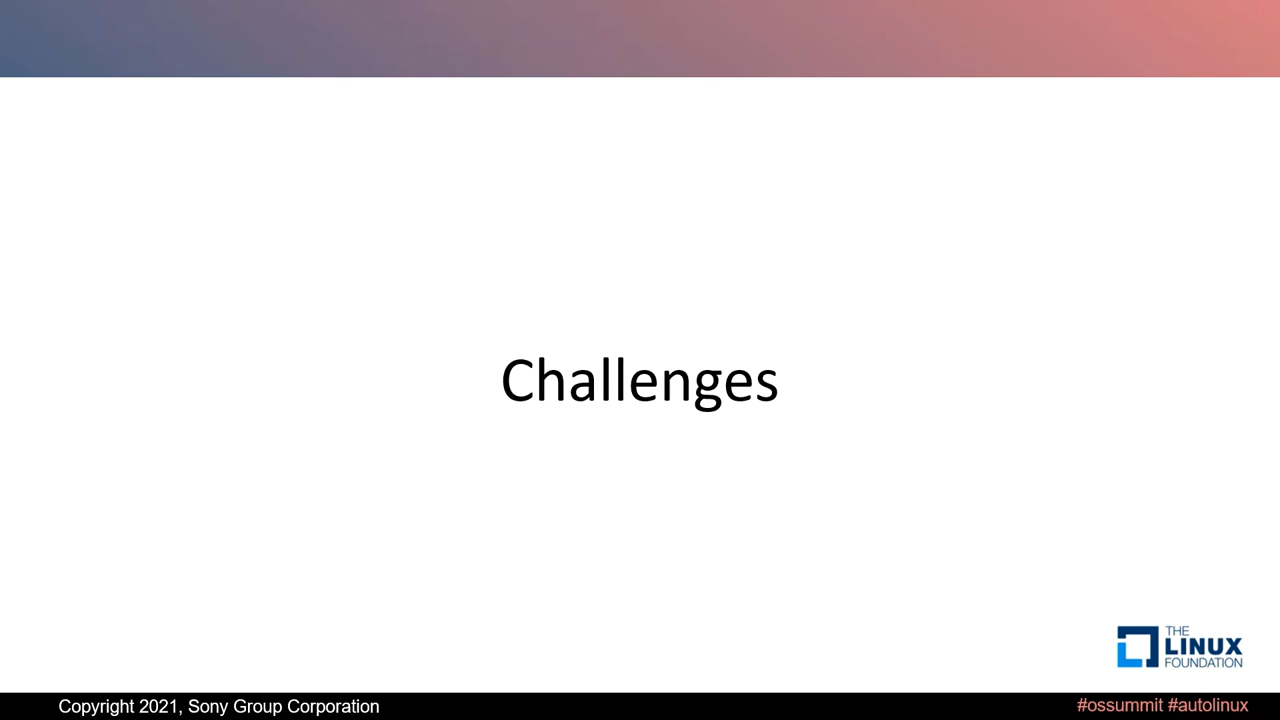 Challenges
THE
LINUX
FOUNDATION
Copyright 2021, Sony Group Corporation
#ossummit #autolinux